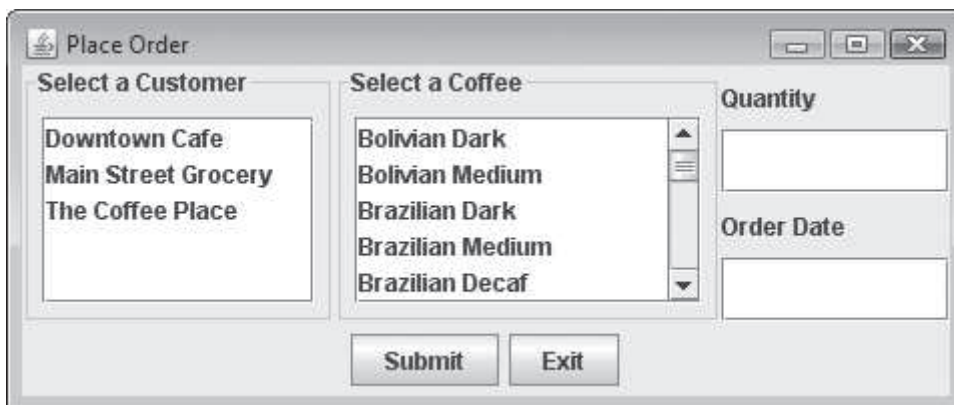 Place Order
Select a Customer
Downtown Cafe
Main Street Grocery
The Coffee Place
Select a Coffee
Bolivian Dark
Bolivian Medium
Brazilian Dark
Brazilian Medium
Brazilian Decaf
Quantity
Order Date
Submit
Exit